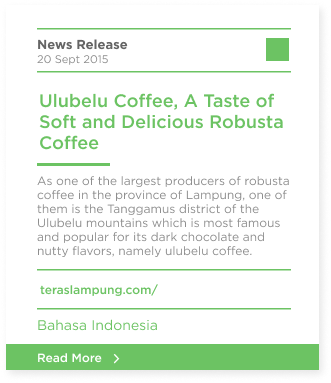 News Release
20 Sept 2015
Ulubelu Coffee, A Taste of
Soft and Delicious Robusta
Coffee
As one of the largest producers of robusta
coffee in the province of Lampung, one of
them is the Tanggamus district of the
Ulubelu mountains which is most famous
and popular for its dark chocolate and
nutty flavors, namely ulubelu coffee.
teraslampung.com/
Bahasa Indonesia
Read More